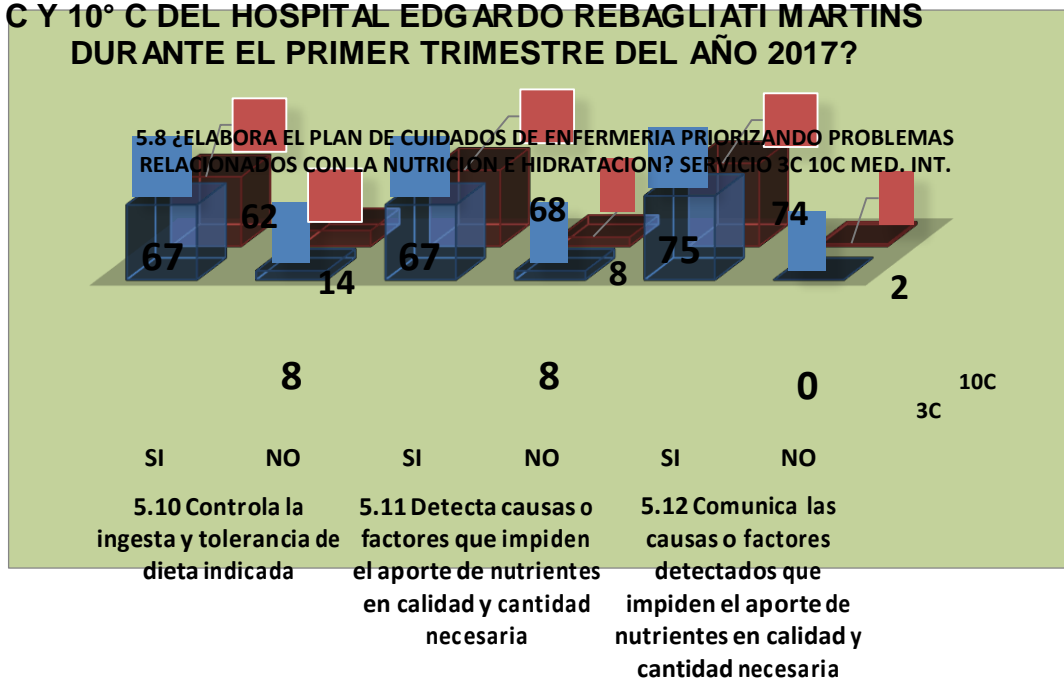 C Y 10° C DEL HOSPITAL EDGARDO REBAGLIATI MARTINS
DURANTE EL PRIMER TRIMESTRE DEL AÑO 2017?
5.8 ¿ELABORA EL PLAN DE CUIDADOS DE ENFERMERIA PRIORIZANDO PROBLEMAS
RELACIONADOS CON LA NUTRICIÓN E HIDRATACION? SERVICIO 3C 10C MED. INT.
62
68
74
67
67
75
14
8
2
8
8
0
10C
3C
SI
NO
SI
NO
SI
NO
5.10 Controla la
ingesta y tolerancia de
dieta indicada
5.11 Detecta causas o
factores que impiden
el aporte de nutrientes
en calidad y cantidad
necesaria
5.12 Comunica las
causas o factores
detectados que
impiden el aporte de
nutrientes en calidad y
cantidad necesaria